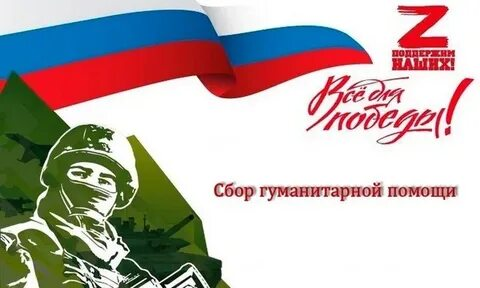 Z
ПОДДЕРЖИМ
НАШИХ!
Всё для
победы!
Сбор гуманитарной помощи